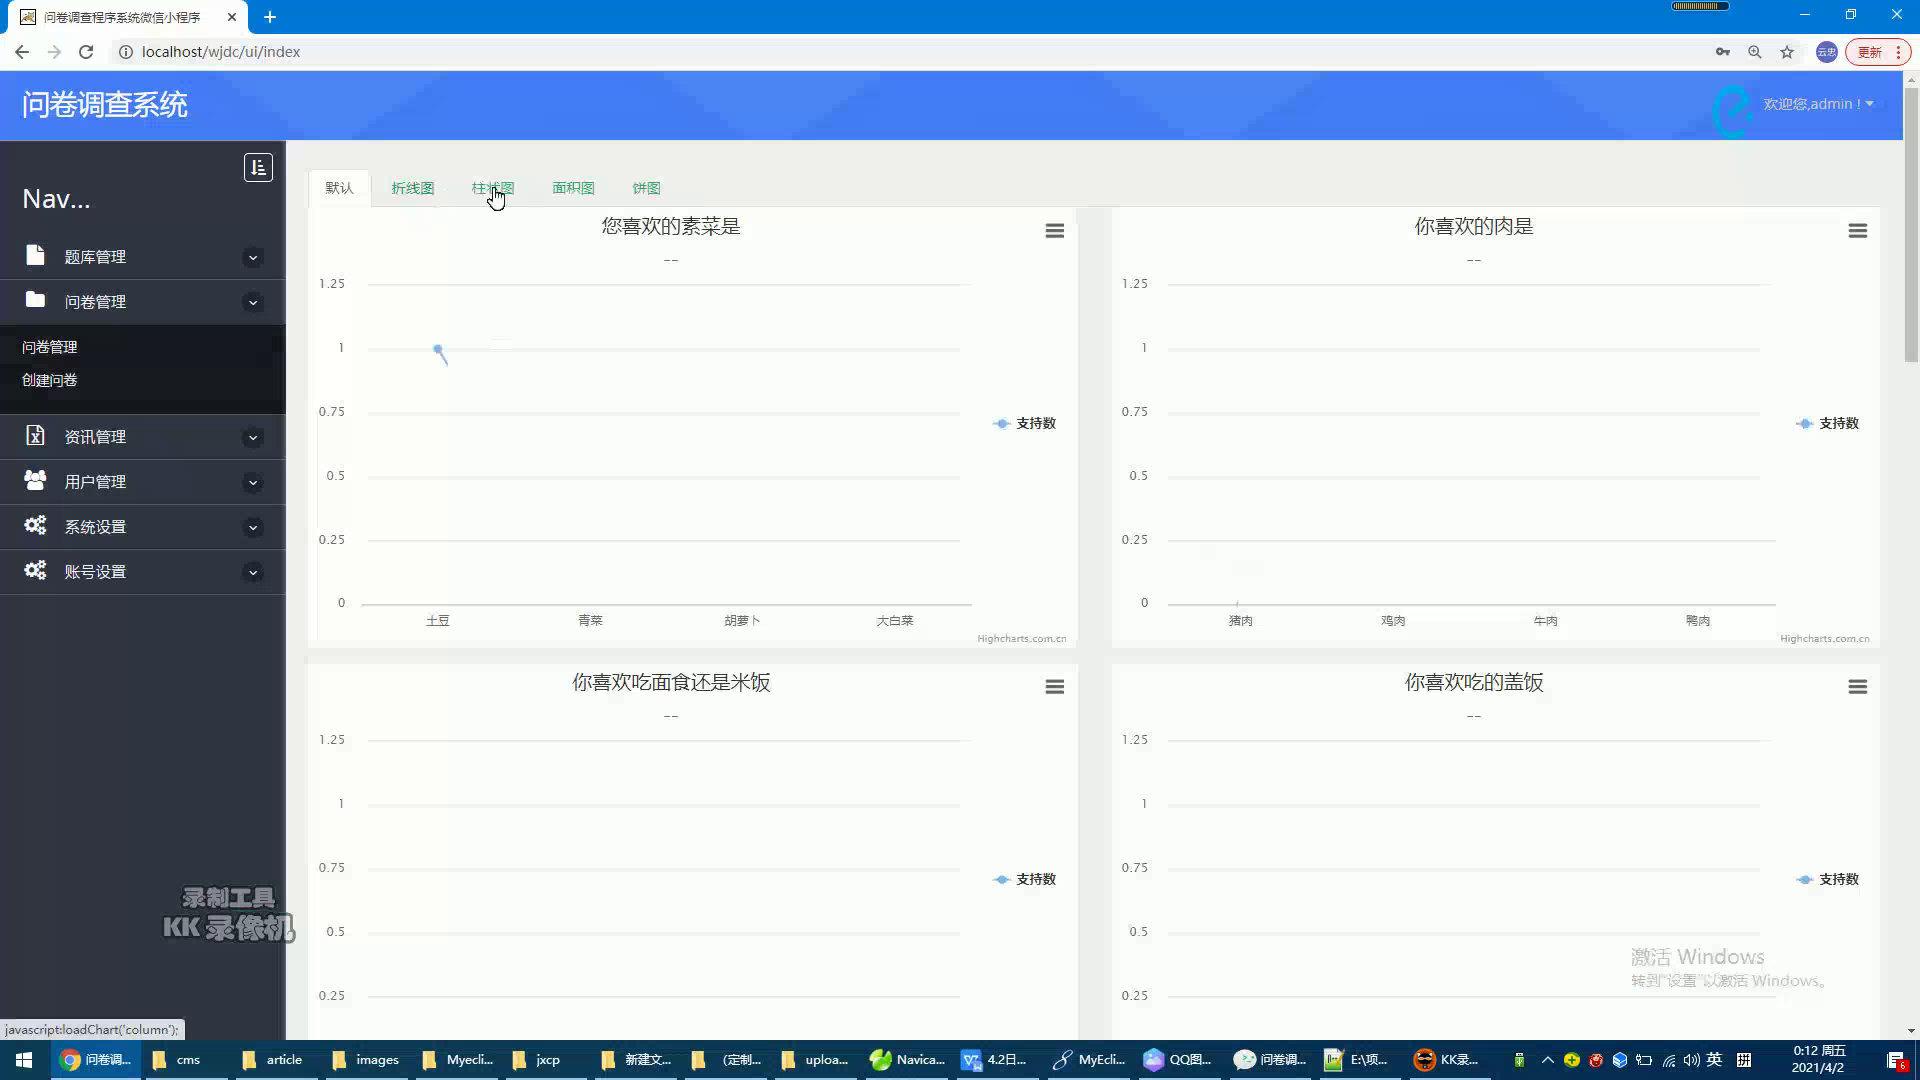 问卷调查程序系统微信小程序
localhost/wjdc/ui/index
云忠
更新
问卷调查系统
欢迎您,admin !
Nav...
题库管理
问卷管理
问卷管理
创建问卷
资讯管理
用户管理
系统设置
账号设置
默认 折线图 柱状图 面积图 饼图
您喜欢的素菜是
--
1.25
1
0.75
0.5
0.25
0
土豆 青菜 胡萝卜 大白菜
支持数
Highcharts.com.cn
你喜欢的肉是
--
1.25
1
0.75
0.5
0.25
0
猪肉 鸡肉 牛肉 鸭肉
支持数
Highcharts.com.cn
你喜欢吃面食还是米饭
--
1.25
1
0.75
0.5
0.25
支持数
你喜欢吃的盖饭
--
1.25
1
0.75
0.5
0.25
支持数
录制工具
KK 录像机
激活 Windows
转到"设置"以激活 Windows。
javascript:loadChart('column');
问卷调... cms article images Myecli... jxcp 新建文... (定制... uploa... Navica... 4.2日... MyEcli... QQ图... 问卷调... E:\项... KK录... 英
0:12 周五
2021/4/2
6